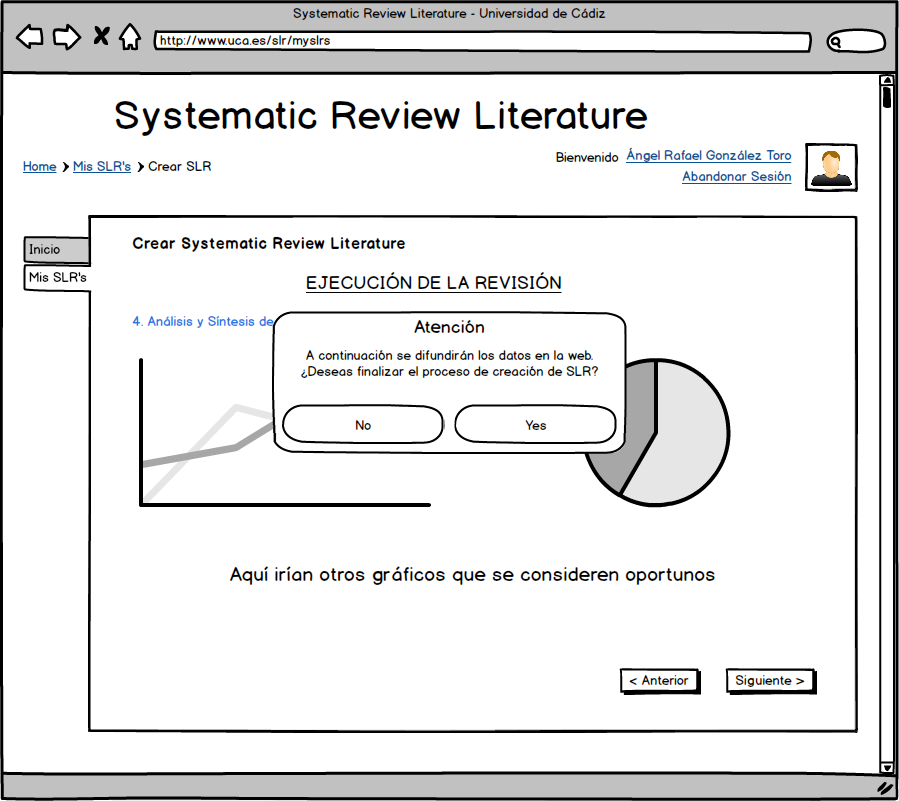 Systematic Review Literature - Universidad de Cádiz
http://www.uca.es/slr/myslrs
Systematic Review Literature
Bienvenido Ángel Rafael González Toro
Home Mis SLR's Crear SLR
Abandonar Sesión
Inicio
Mis SLR's
Crear Systematic Review Literature
EJECUCIÓN DE LA REVISIÓN
4. Análisis y Síntesis de
Atención
A continuación se difundirán los datos en la web.
¿Deseas finalizar el proceso de creación de SLR?
No Yes
Aquí irían otros gráficos que se consideren oportunos
< Anterior Siguiente >